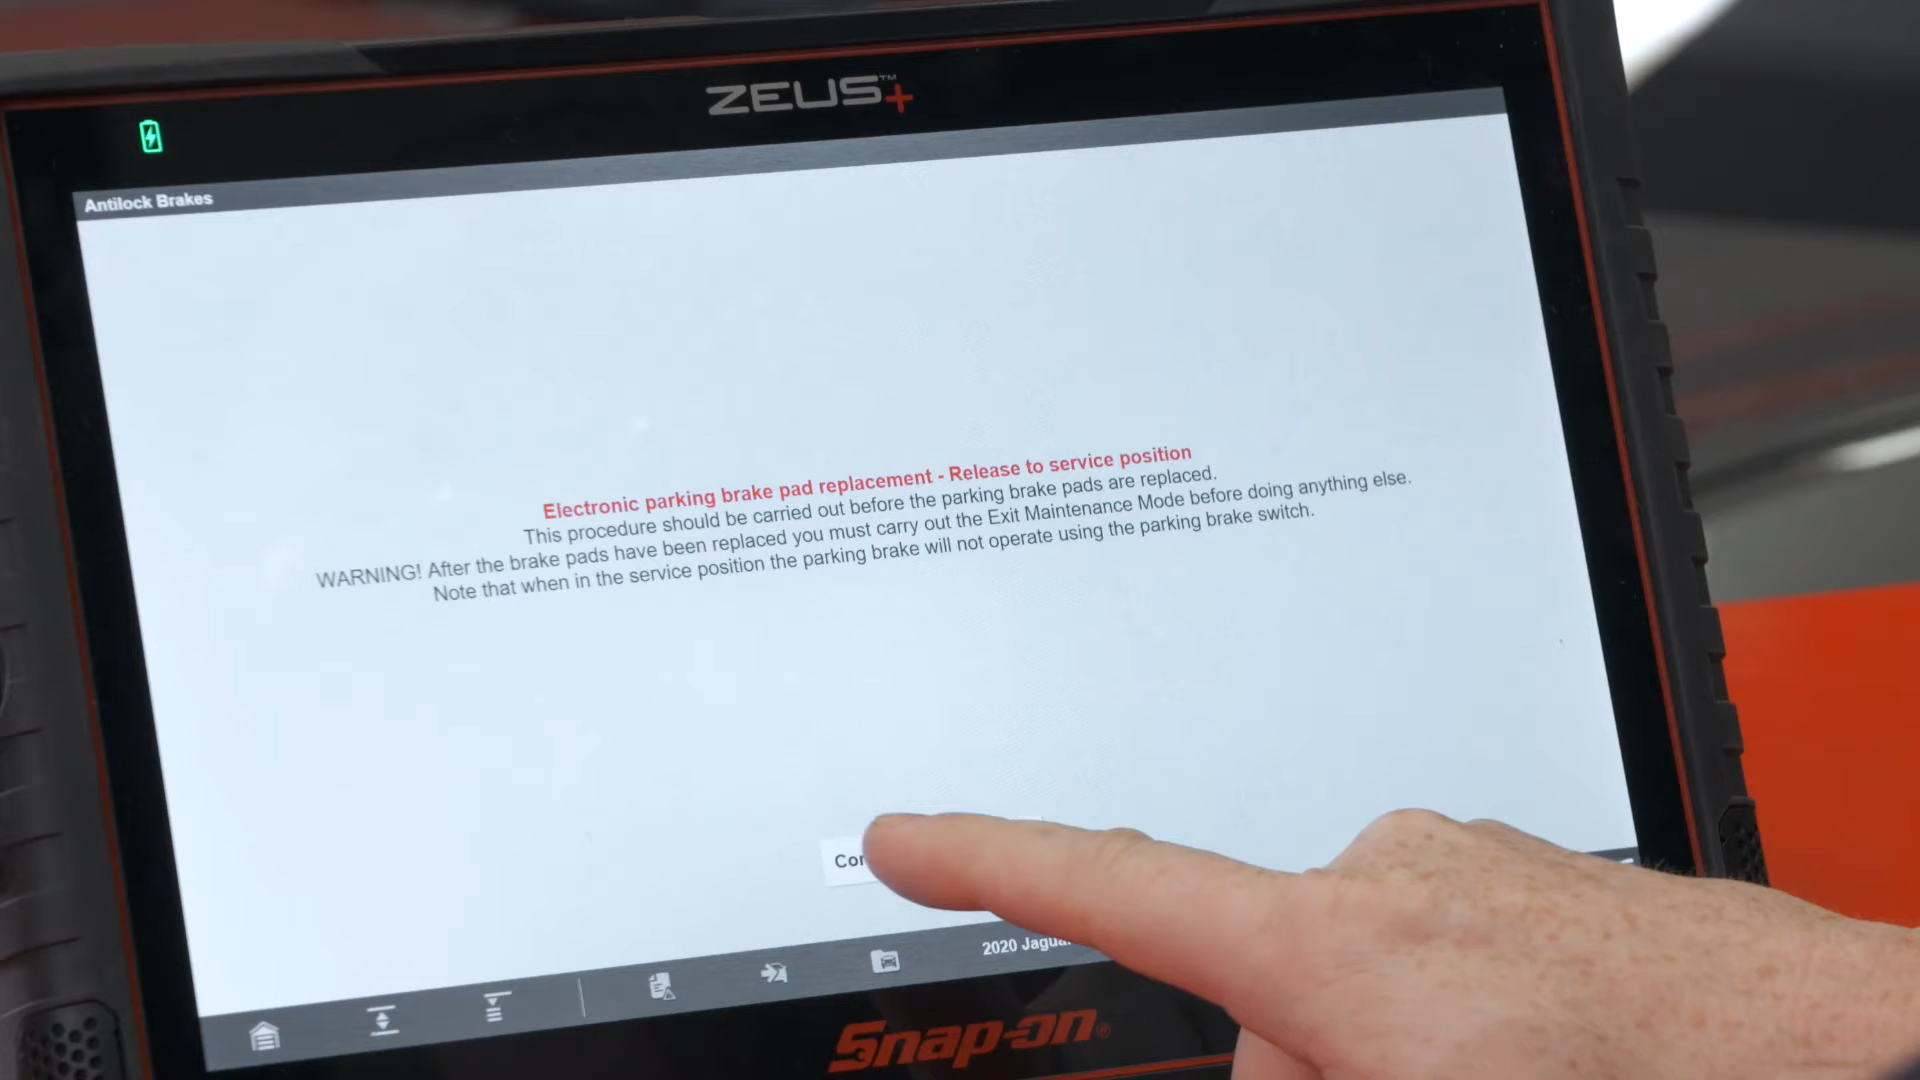 ZEUS™+
Antilock Brakes
Electronic parking brake pad replacement - Release to service position
This procedure should be carried out before the parking brake pads are replaced.
WARNING! After the brake pads have been replaced you must carry out the Exit Maintenance Mode before doing anything else.
Note that when in the service position the parking brake will not operate using the parking brake switch.
2020
Snap-on®